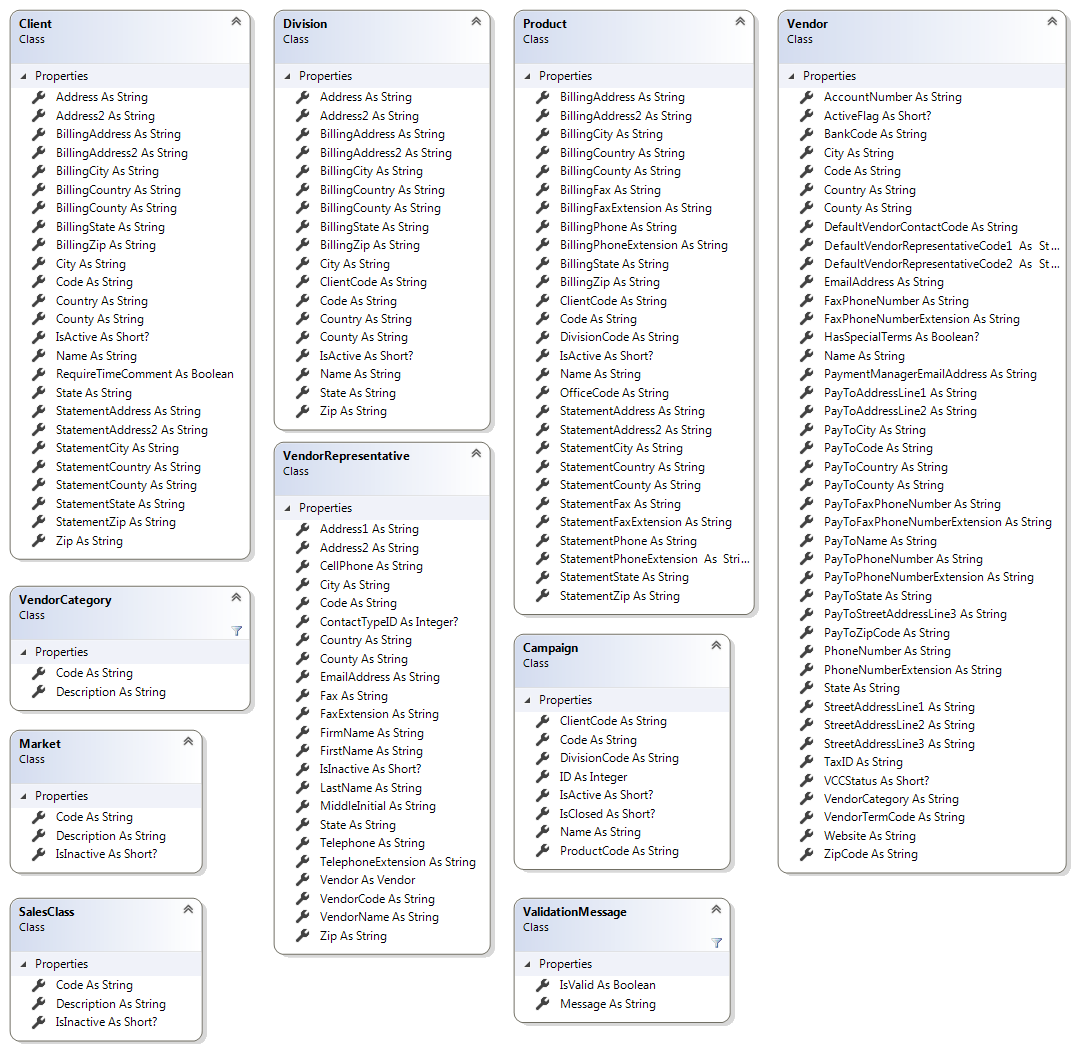 Client
Class
Properties
Address As String
Address2 As String
BillingAddress As String
BillingAddress2 As String
BillingCity As String
BillingCountry As String
BillingCounty As String
BillingState As String
BillingZip As String
City As String
Code As String
Country As String
County As String
IsActive As Short?
Name As String
RequireTimeComment As Boolean
State As String
StatementAddress As String
StatementAddress2 As String
StatementCity As String
StatementCountry As String
StatementCounty As String
StatementState As String
StatementZip As String
Zip As String
VendorCategory
Class
Properties
Code As String
Description As String
Market
Class
Properties
Code As String
Description As String
IsInactive As Short?
SalesClass
Class
Properties
Code As String
Description As String
IsInactive As Short?
Division
Class
Properties
Address As String
Address2 As String
BillingAddress As String
BillingAddress2 As String
BillingCity As String
BillingCountry As String
BillingCounty As String
BillingState As String
BillingZip As String
City As String
ClientCode As String
Code As String
Country As String
County As String
IsActive As Short?
Name As String
State As String
Zip As String
VendorRepresentative
Class
Properties
Address1 As String
Address2 As String
CellPhone As String
City As String
Code As String
ContactTypeID As Integer?
Country As String
County As String
EmailAddress As String
Fax As String
FaxExtension As String
FirmName As String
FirstName As String
IsInactive As Short?
LastName As String
MiddleInitial As String
State As String
Telephone As String
TelephoneExtension As String
Vendor As Vendor
VendorCode As String
VendorName As String
Zip As String
Product
Class
Properties
BillingAddress As String
BillingAddress2 As String
BillingCity As String
BillingCountry As String
BillingCounty As String
BillingFax As String
BillingFaxExtension As String
BillingPhone As String
BillingPhoneExtension As String
BillingState As String
BillingZip As String
ClientCode As String
Code As String
DivisionCode As String
IsActive As Short?
Name As String
OfficeCode As String
StatementAddress As String
StatementAddress2 As String
StatementCity As String
StatementCountry As String
StatementCounty As String
StatementFax As String
StatementFaxExtension As String
StatementPhone As String
StatementPhoneExtension As Stri...
StatementState As String
StatementZip As String
Campaign
Class
Properties
ClientCode As String
Code As String
DivisionCode As String
ID As Integer
IsActive As Short?
IsClosed As Short?
Name As String
ProductCode As String
ValidationMessage
Class
Properties
IsValid As Boolean
Message As String
Vendor
Class
Properties
AccountNumber As String
ActiveFlag As Short?
BankCode As String
City As String
Code As String
Country As String
County As String
DefaultVendorContactCode As String
DefaultVendorRepresentativeCode1 As St...
DefaultVendorRepresentativeCode2 As St...
EmailAddress As String
FaxPhoneNumber As String
FaxPhoneNumberExtension As String
HasSpecialTerms As Boolean?
Name As String
PaymentManagerEmailAddress As String
PayToAddressLine1 As String
PayToAddressLine2 As String
PayToCity As String
PayToCode As String
PayToCountry As String
PayToCounty As String
PayToFaxPhoneNumber As String
PayToFaxPhoneNumberExtension As String
PayToName As String
PayToPhoneNumber As String
PayToPhoneNumberExtension As String
PayToState As String
PayToStreetAddressLine3 As String
PayToZipCode As String
PhoneNumber As String
PhoneNumberExtension As String
State As String
StreetAddressLine1 As String
StreetAddressLine2 As String
StreetAddressLine3 As String
TaxID As String
VCCStatus As Short?
VendorCategory As String
VendorTermCode As String
Website As String
ZipCode As String